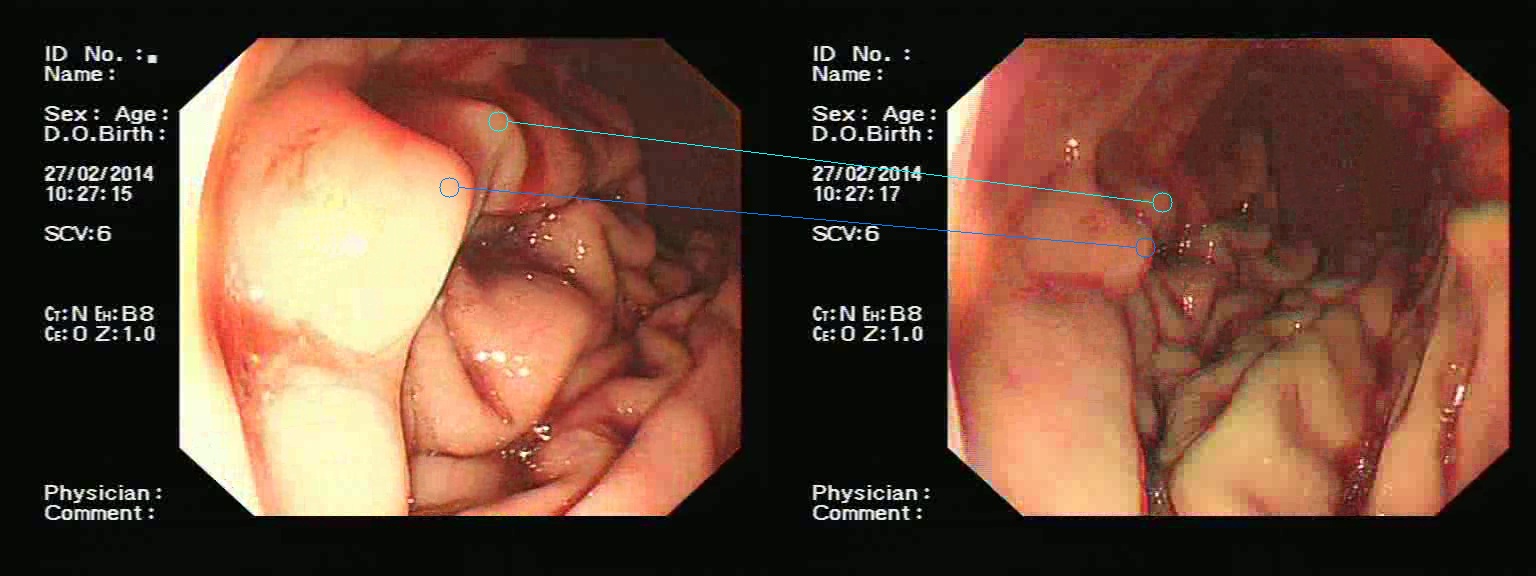 ID No. :
Name:
Sex: Age:
D.O.Birth:
27/02/2014
10:27:15
SCV:6
CT:N EH:B8
CE:0 Z:1.0
Physician:
Comment:
ID No. :
Name:
Sex: Age:
D.O.Birth:
27/02/2014
10:27:17
SCV:6
CT:N EH:B8
CE:0 Z:1.0
Physician:
Comment: